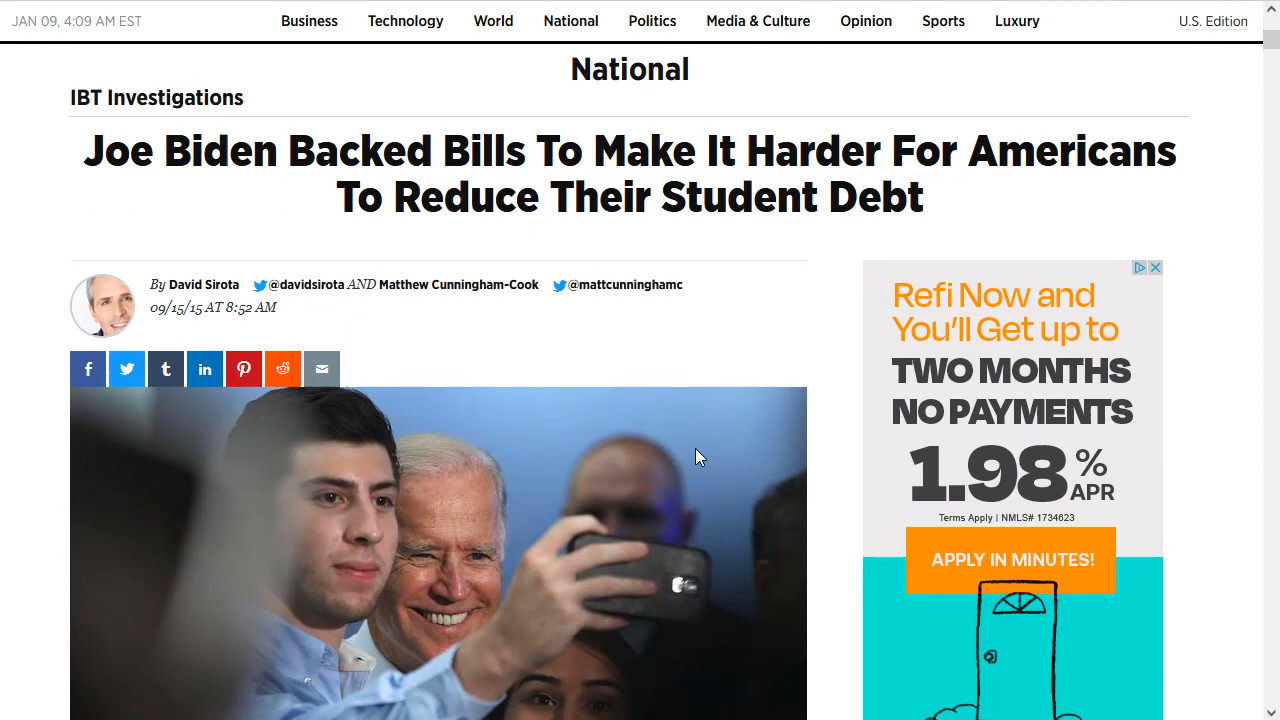 JAN 09, 4:09 AM EST Business Technology World National Politics Media & Culture Opinion Sports Luxury U.S. Edition
National
IBT Investigations
Joe Biden Backed Bills To Make It Harder For Americans
To Reduce Their Student Debt
By David Sirota @davidsirota AND Matthew Cunningham-Cook @mattcunninghamc
09/15/15 AT 8:52 AM
Refi Now and
You'll Get up to
TWO MONTHS
NO PAYMENTS
1.98% APR
Terms Apply | NMLS# 1734623
APPLY IN MINUTES!